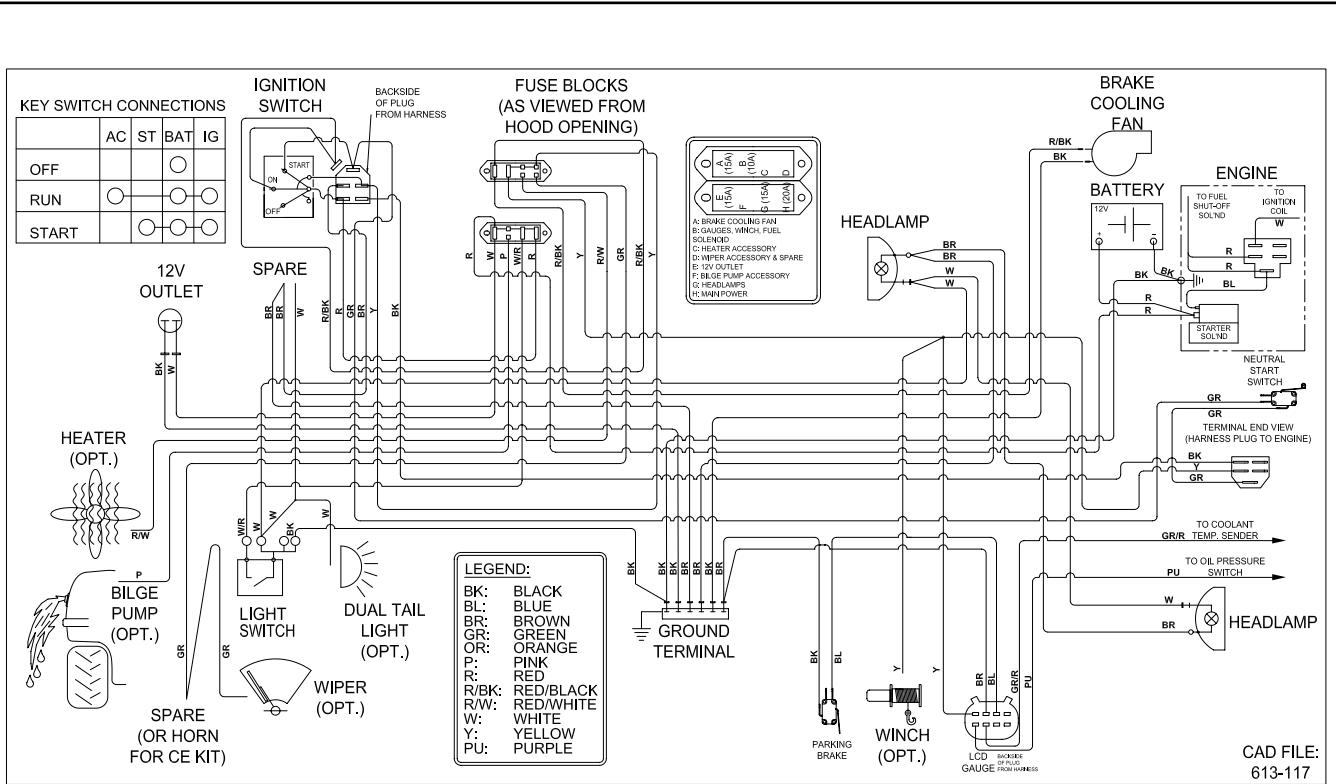 KEY SWITCH CONNECTIONS
AC ST BAT IG
OFF
RUN
START
IGNITION
SWITCH
BACKSIDE
OF PLUG
FROM HARNESS
START
ON
OFF
FUSE BLOCKS
(AS VIEWED FROM
HOOD OPENING)
A (15A)
B (10A)
C
D
E (15A)
F
G (15A)
H (20A)
A: BRAKE COOLING FAN
B: GAUGES, WINCH, FUEL
SOLENOID
C: HEATER ACCESSORY
D: WIPER ACCESSORY & SPARE
E: 12V OUTLET
F: BILGE PUMP ACCESSORY
G: HEADLAMPS
H: MAIN POWER
BRAKE
COOLING
FAN
R/BK
BK
BATTERY
12V
+
-
ENGINE
TO FUEL
SHUT-OFF
SOL'ND
TO
IGNITION
COIL
W
R
R
BL
BK
BK
R
R
STARTER
SOL'ND
HEADLAMP
BR
BR
W
W
NEUTRAL
START
SWITCH
GR
GR
TERMINAL END VIEW
(HARNESS PLUG TO ENGINE)
BK
Y
GR
12V
OUTLET
BK
W
SPARE
BR
BR
W
R/BK
R
GR
BR
Y
BK
R
W
P
W/R
R
R/BK
Y
R/W
GR
R/BK
Y
HEATER
(OPT.)
R/W
P
BILGE
PUMP
(OPT.)
GR
GR
SPARE
(OR HORN
FOR CE KIT)
W/R
W
W
BK
W
LIGHT
SWITCH
DUAL TAIL
LIGHT
(OPT.)
WIPER
(OPT.)
LEGEND:
BK: BLACK
BL: BLUE
BR: BROWN
GR: GREEN
OR: ORANGE
P: PINK
R: RED
R/BK: RED/BLACK
R/W: RED/WHITE
W: WHITE
Y: YELLOW
PU: PURPLE
BK
BK
BK
BR
BR
BK
BR
GROUND
TERMINAL
BK
BL
PARKING
BRAKE
Y
WINCH
(OPT.)
Y
BR
BL
GR/R
PU
LCD
GAUGE
BACKSIDE
OF PLUG
FROM HARNESS
TO COOLANT
GR/R TEMP. SENDER
TO OIL PRESSURE
PU SWITCH
W
BR
HEADLAMP
CAD FILE:
613-117